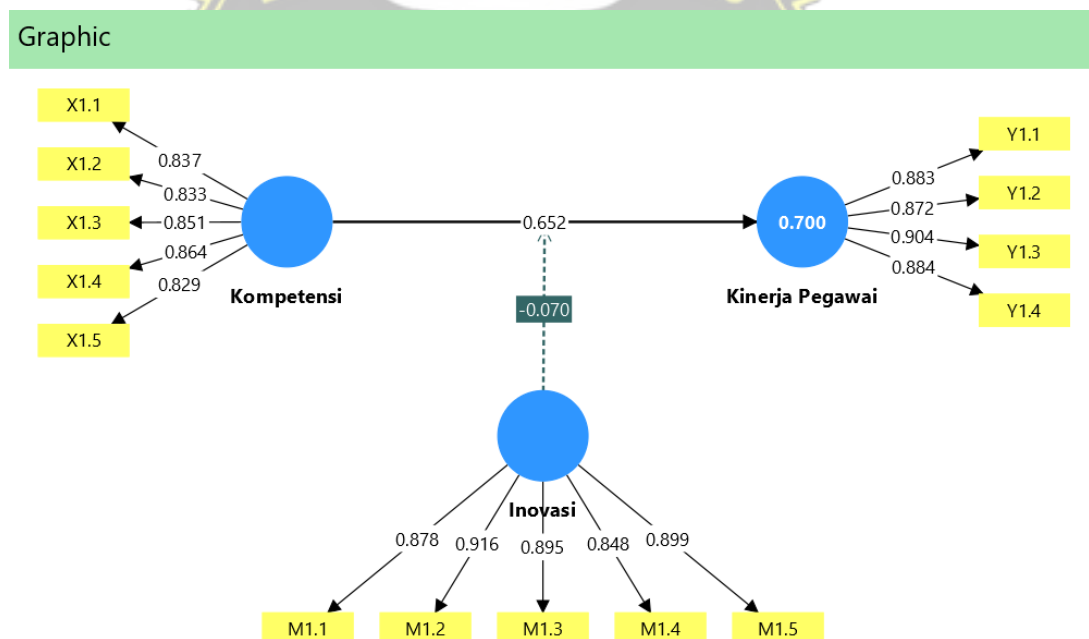 Graphic
X1.1
X1.2
X1.3
X1.4
X1.5
0.837
0.833
0.851
0.864
0.829
Kompetensi
0.652
-0.070
0.700
Kinerja Pegawai
0.883
0.872
0.904
0.884
Y1.1
Y1.2
Y1.3
Y1.4
Inovasi
0.878
0.916
0.895
0.848
0.899
M1.1
M1.2
M1.3
M1.4
M1.5